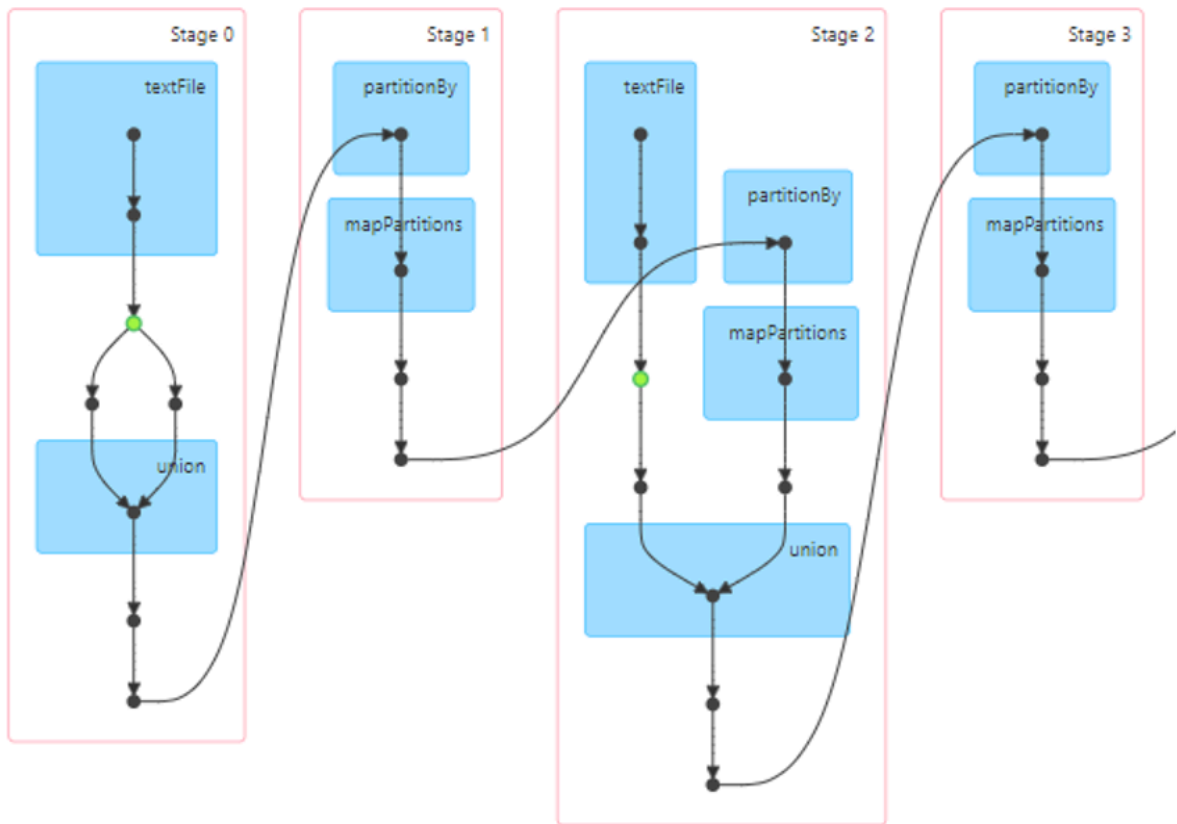 Stage 0
textFile
union
Stage 1
partitionBy
mapPartitions
Stage 2
textFile
partitionBy
mapPartitions
union
Stage 3
partitionBy
mapPartitions